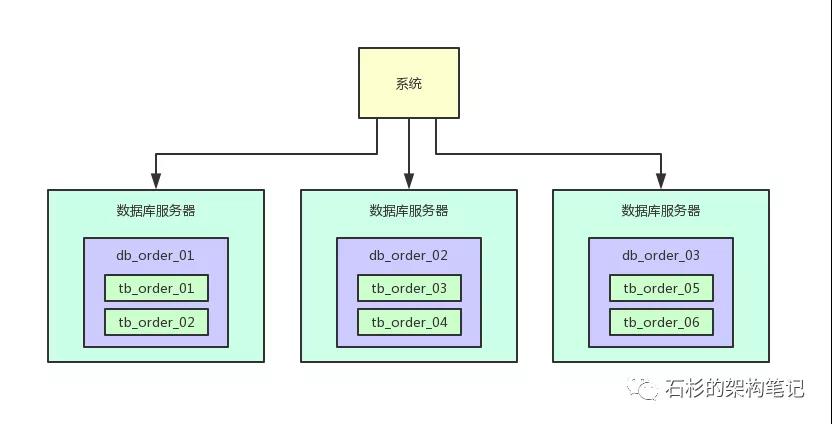 系统
数据库服务器
db_order_01
tb_order_01
tb_order_02
数据库服务器
db_order_02
tb_order_03
tb_order_04
数据库服务器
db_order_03
tb_order_05
tb_order_06
石杉的架构笔记